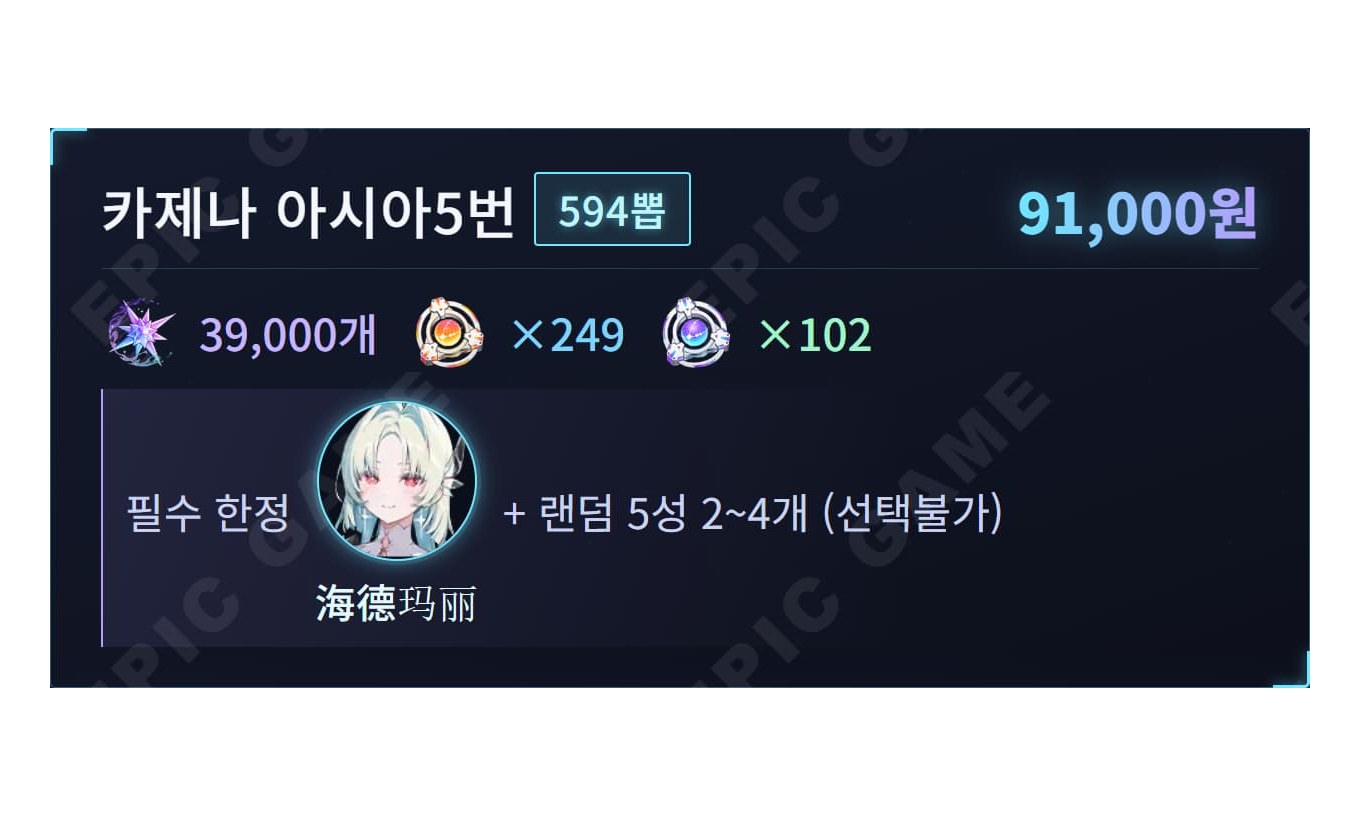 카제나 아시아5번 594뽑 91,000원
39,000개 ×249 ×102
필수 한정 + 랜덤 5성 2~4개 (선택불가)
海德玛丽
EPIC GAME